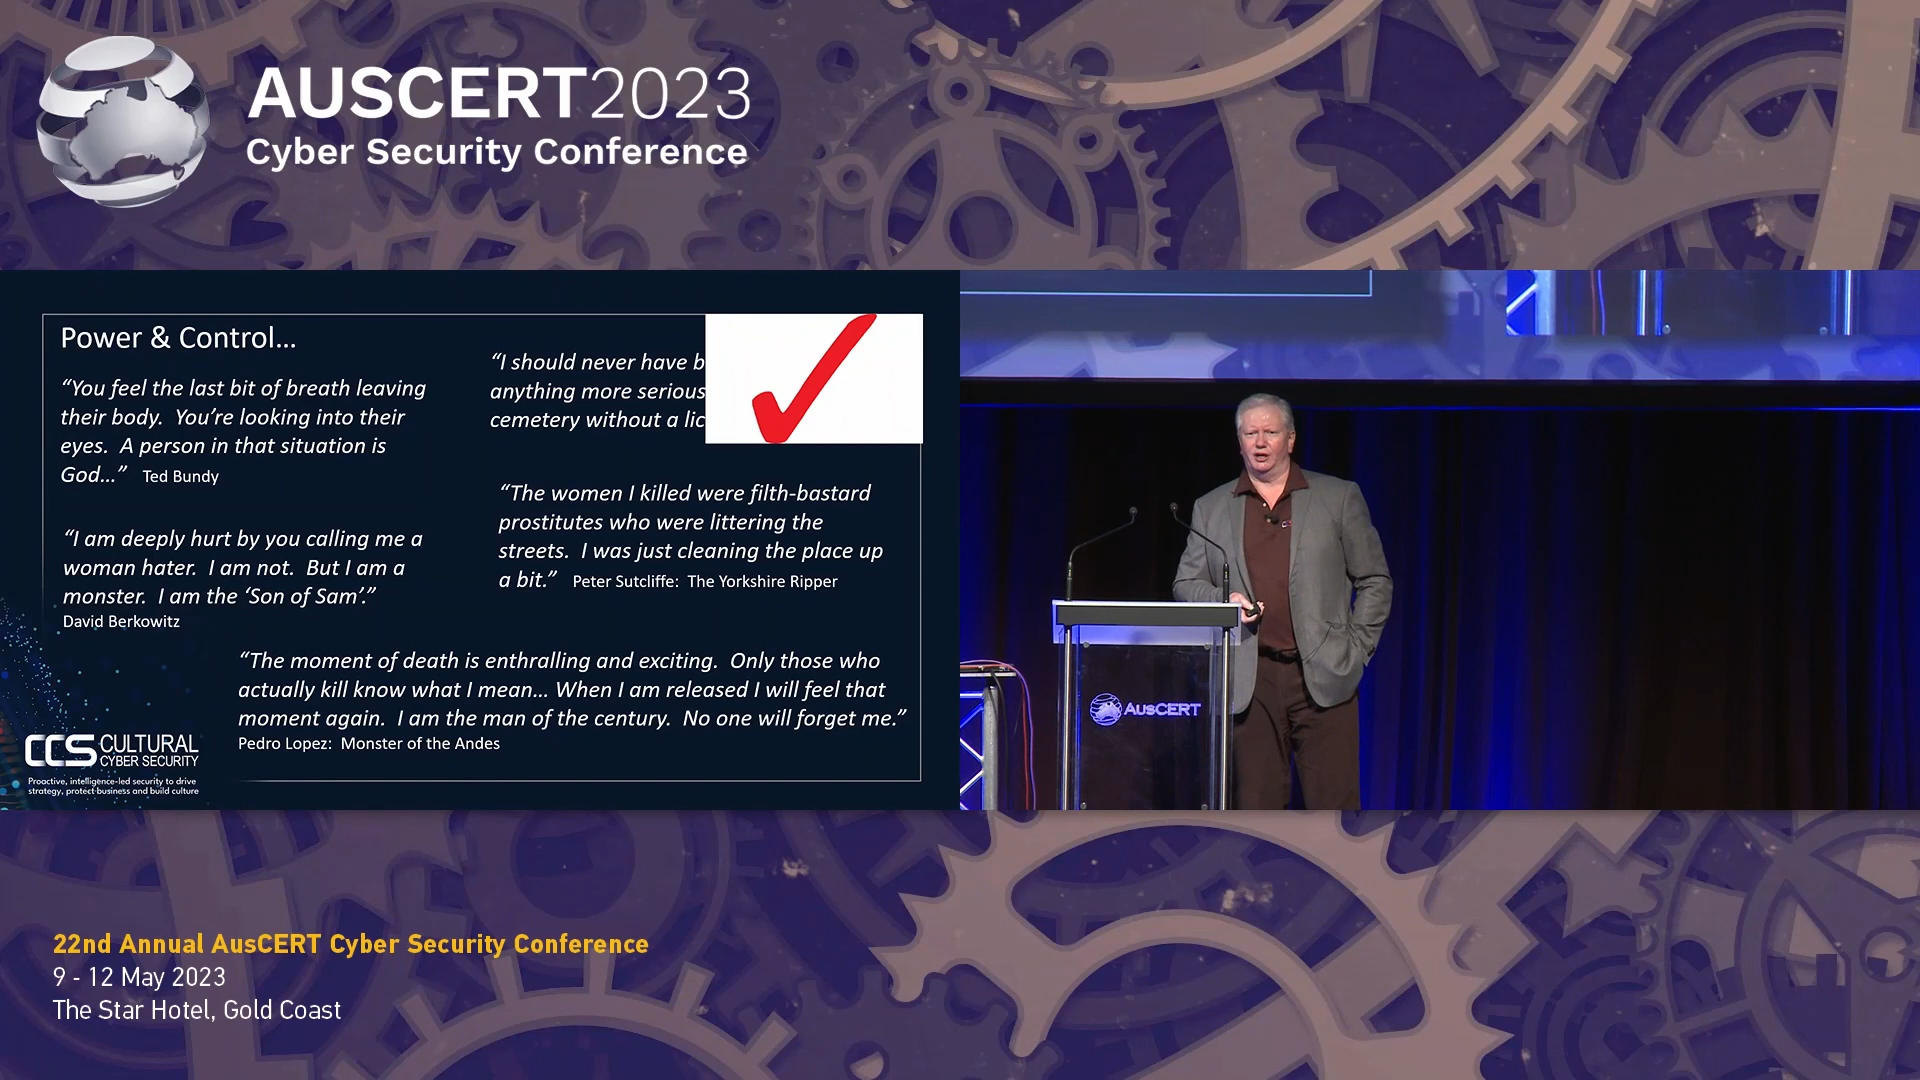 AUSCERT2023
Cyber Security Conference
Power & Control...
“You feel the last bit of breath leaving
their body.  You’re looking into their
eyes.  A person in that situation is
God...”  Ted Bundy
“I am deeply hurt by you calling me a
woman hater.  I am not.  But I am a
monster.  I am the ‘Son of Sam’.”
David Berkowitz
“I should never have b
anything more serious
cemetery without a lic
“The women I killed were filth-bastard
prostitutes who were littering the
streets.  I was just cleaning the place up
a bit.”  Peter Sutcliffe:  The Yorkshire Ripper
“The moment of death is enthralling and exciting.  Only those who
actually kill know what I mean... When I am released I will feel that
moment again.  I am the man of the century.  No one will forget me.”
Pedro Lopez:  Monster of the Andes
CCS CULTURAL
CYBER SECURITY
Proactive, intelligence-led security to drive
strategy, protect business and build culture
AUSCERT
22nd Annual AusCERT Cyber Security Conference
9 - 12 May 2023
The Star Hotel, Gold Coast